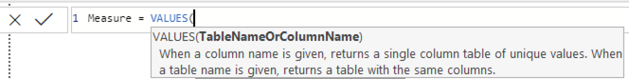 1 Measure = VALUES(
VALUES(TableNameOrColumnName)
When a column name is given, returns a single column table of unique values. When
a table name is given, returns a table with the same columns.